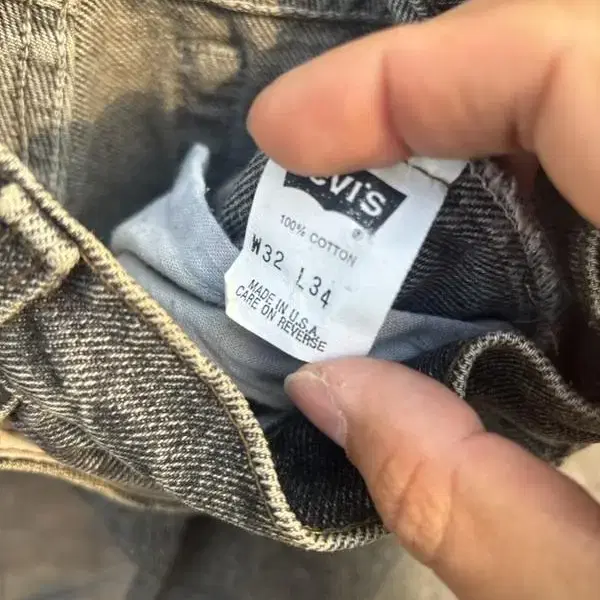 LEVI'S
®
100% COTTON
W32 L34
MADE IN U.S.A.
CARE ON REVERSE